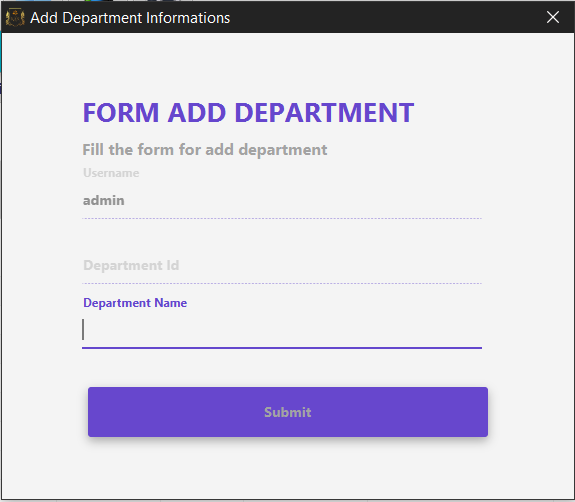 Add Department Informations
FORM ADD DEPARTMENT
Fill the form for add department
Username
admin
Department Id
Department Name
Submit